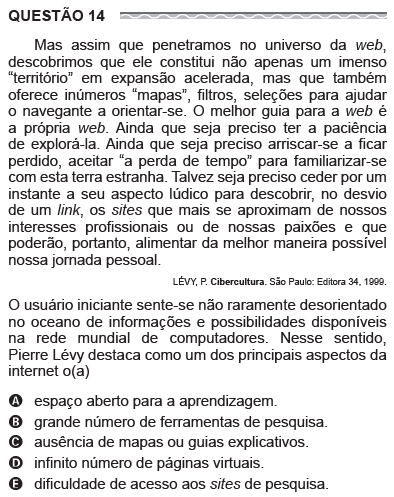 QUESTÃO 14
Mas assim que penetramos no universo da web,
descobrimos que ele constitui não apenas um imenso
“território” em expansão acelerada, mas que também
oferece inúmeros “mapas”, filtros, seleções para ajudar
o navegante a orientar-se. O melhor guia para a web é
a própria web. Ainda que seja preciso ter a paciência
de explorá-la. Ainda que seja preciso arriscar-se a ficar
perdido, aceitar “a perda de tempo” para familiarizar-se
com esta terra estranha. Talvez seja preciso ceder por um
instante a seu aspecto lúdico para descobrir, no desvio
de um link, os sites que mais se aproximam de nossos
interesses profissionais ou de nossas paixões e que
poderão, portanto, alimentar da melhor maneira possível
nossa jornada pessoal.
LÉVY, P. Cibercultura. São Paulo: Editora 34, 1999.
O usuário iniciante sente-se não raramente desorientado
no oceano de informações e possibilidades disponíveis
na rede mundial de computadores. Nesse sentido,
Pierre Lévy destaca como um dos principais aspectos da
internet o(a)
A espaço aberto para a aprendizagem.
B grande número de ferramentas de pesquisa.
C ausência de mapas ou guias explicativos.
D infinito número de páginas virtuais.
E dificuldade de acesso aos sites de pesquisa.